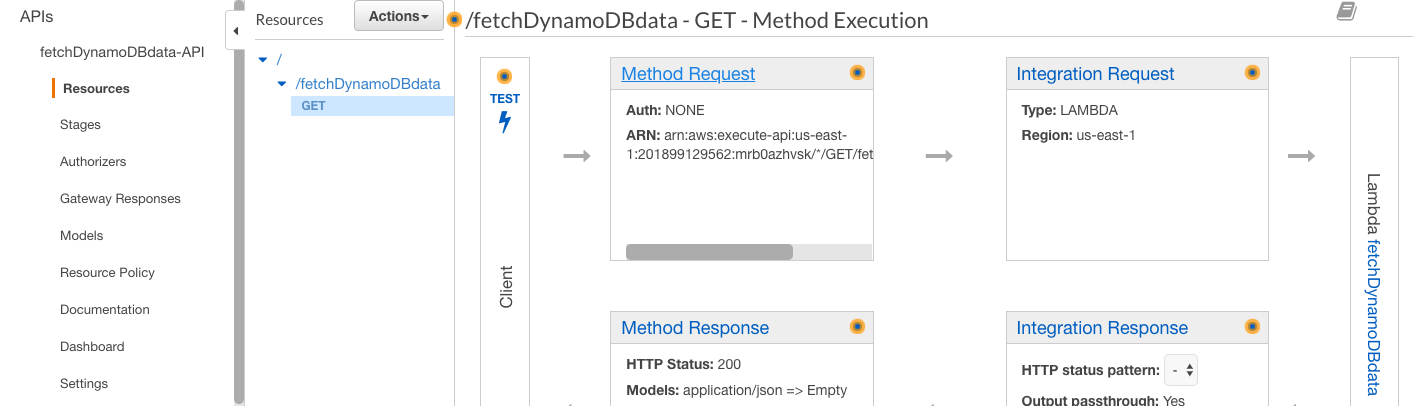 APIs
fetchDynamoDBdata-API
Resources
Stages
Authorizers
Gateway Responses
Models
Resource Policy
Documentation
Dashboard
Settings
Resources
Actions
/
/fetchDynamoDBdata
GET
/fetchDynamoDBdata - GET - Method Execution
TEST
Client
Method Request
Auth: NONE
ARN: arn:aws:execute-api:us-east-
1:201899129562:mrb0azhvsk/*/GET/fet
Integration Request
Type: LAMBDA
Region: us-east-1
Method Response
HTTP Status: 200
Models: application/json => Empty
Integration Response
HTTP status pattern: -
Output passthrough: Yes
Lambda fetchDynamoDBdata